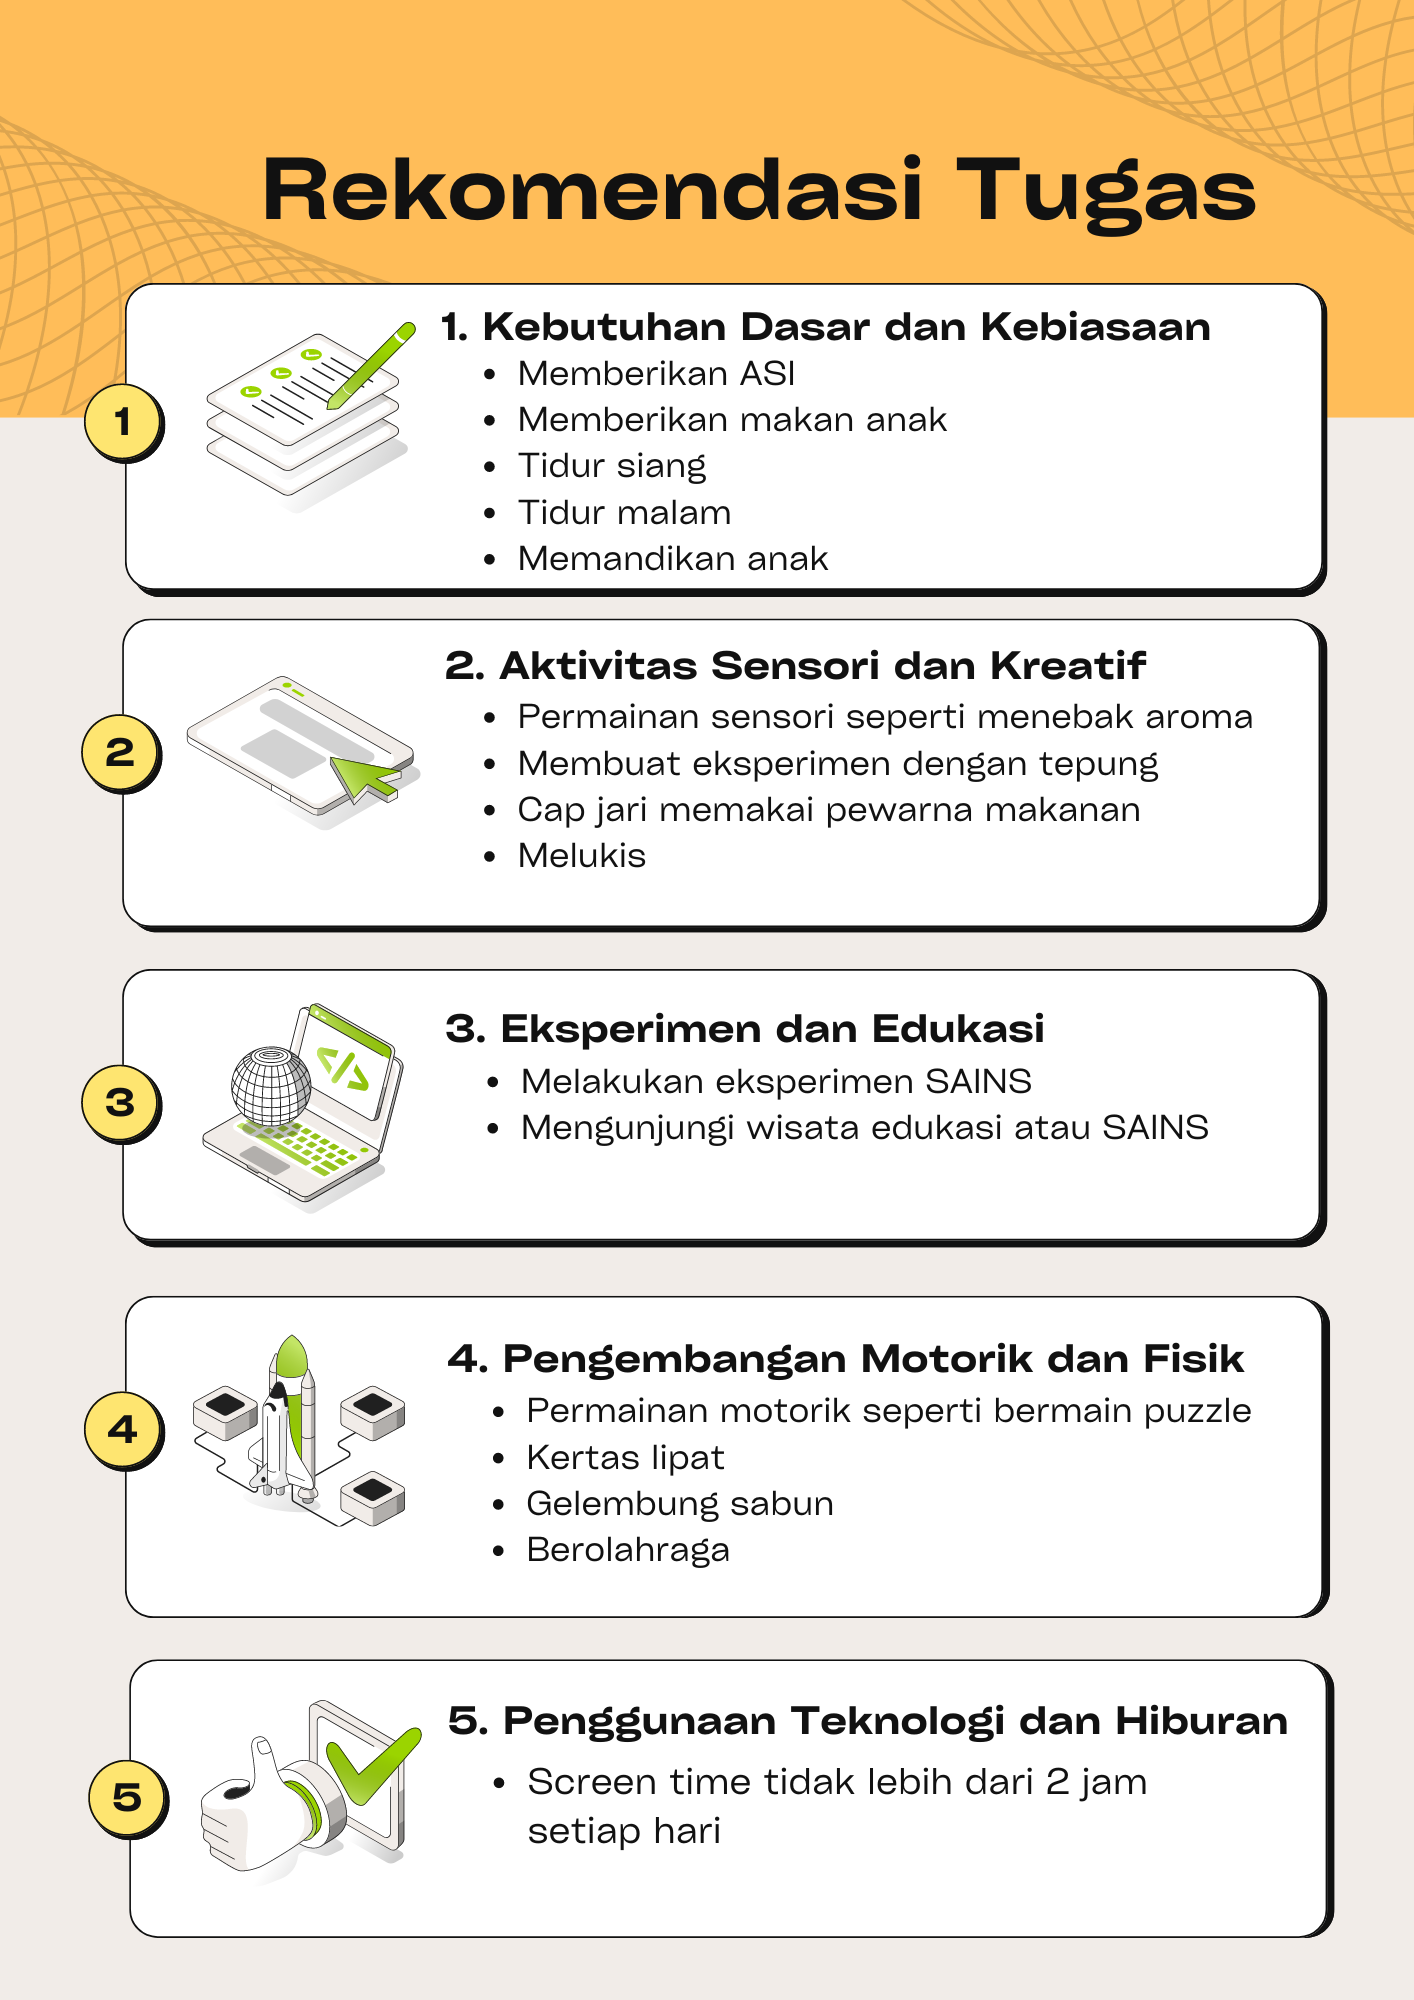 Rekomendasi Tugas
1
1. Kebutuhan Dasar dan Kebiasaan
• Memberikan ASI
• Memberikan makan anak
• Tidur siang
• Tidur malam
• Memandikan anak
2
2. Aktivitas Sensori dan Kreatif
• Permainan sensori seperti menebak aroma
• Membuat eksperimen dengan tepung
• Cap jari memakai pewarna makanan
• Melukis
3
3. Eksperimen dan Edukasi
• Melakukan eksperimen SAINS
• Mengunjungi wisata edukasi atau SAINS
4
4. Pengembangan Motorik dan Fisik
• Permainan motorik seperti bermain puzzle
• Kertas lipat
• Gelembung sabun
• Berolahraga
5
5. Penggunaan Teknologi dan Hiburan
• Screen time tidak lebih dari 2 jam
setiap hari